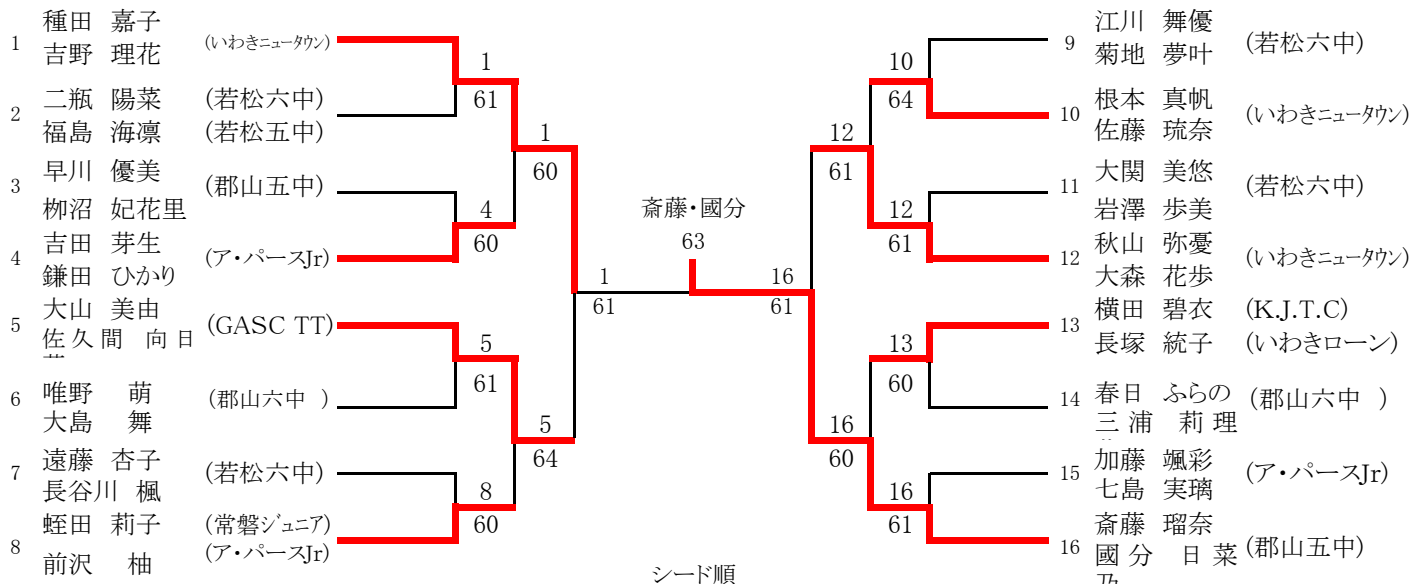 1
種田 嘉子
吉野 理花
(いわきニュータウン)
2
二瓶 陽菜 (若松六中)
福島 海凛 (若松五中)
3
早川 優美
栁沼 妃花里
(郡山五中)
4
吉田 芽生
鎌田 ひかり
(ア・パースJr)
5
大山 美由
佐久間 向日
(GASC TT)
6
唯野 萌
大島 舞
(郡山六中 )
7
遠藤 杏子
長谷川 楓
(若松六中)
8
蛭田 莉子 (常磐ジュニア)
前沢 柚 (ア・パースJr)
1
61
4
60
5
61
8
60
1
60
5
64
1
61
斎藤・國分
63
16
61
12
61
16
60
10
64
12
61
13
60
16
61
9
江川 舞優
菊地 夢叶
(若松六中)
10
根本 真帆
佐藤 琉奈
(いわきニュータウン)
11
大関 美悠
岩澤 歩美
(若松六中)
12
秋山 弥憂
大森 花歩
(いわきニュータウン)
13
横田 碧衣 (K.J.T.C)
長塚 統子 (いわきローン)
14
春日 ふらの
三浦 莉理
(郡山六中 )
15
加藤 颯彩
七島 実璃
(ア・パースJr)
16
斎藤 瑠奈
國分 日菜
乃
(郡山五中)
シード順